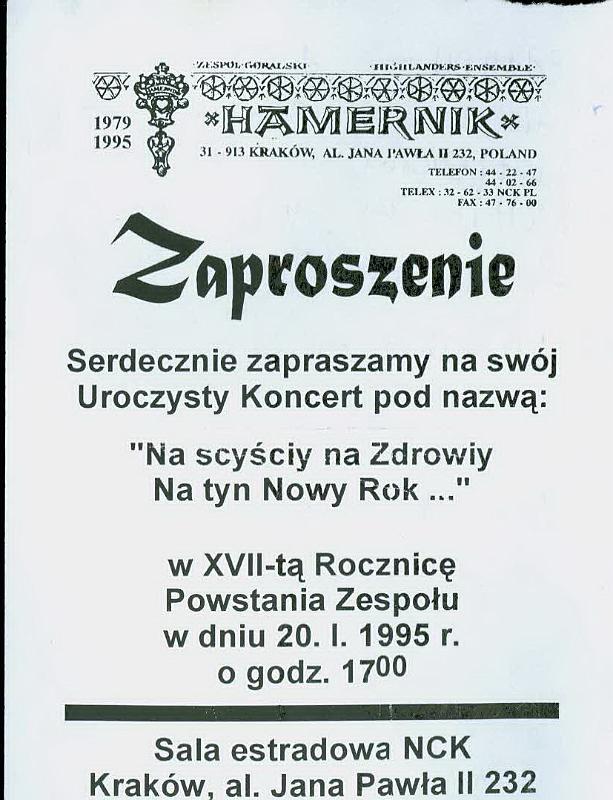 ·ZESPÓŁ·GÓRALSKI· ·HIGHLANDERS·ENSEMBLE·
HAMERNIK
1979
1995
31 - 913 KRAKÓW, AL. JANA PAWŁA II 232, POLAND
TELEFON : 44 - 22 - 47
44 - 02 - 66
TELEX : 32 - 62 - 33 NCK PL
FAX : 47 - 76 - 00
Zaproszenie
Serdecznie zapraszamy na swój
Uroczysty Koncert pod nazwą:
"Na scyściy na Zdrowiy
Na tyn Nowy Rok ..."
w XVII-tą Rocznicę
Powstania Zespołu
w dniu 20. I. 1995 r.
o godz. 17⁰⁰
Sala estradowa NCK
Kraków, al. Jana Pawła II 232